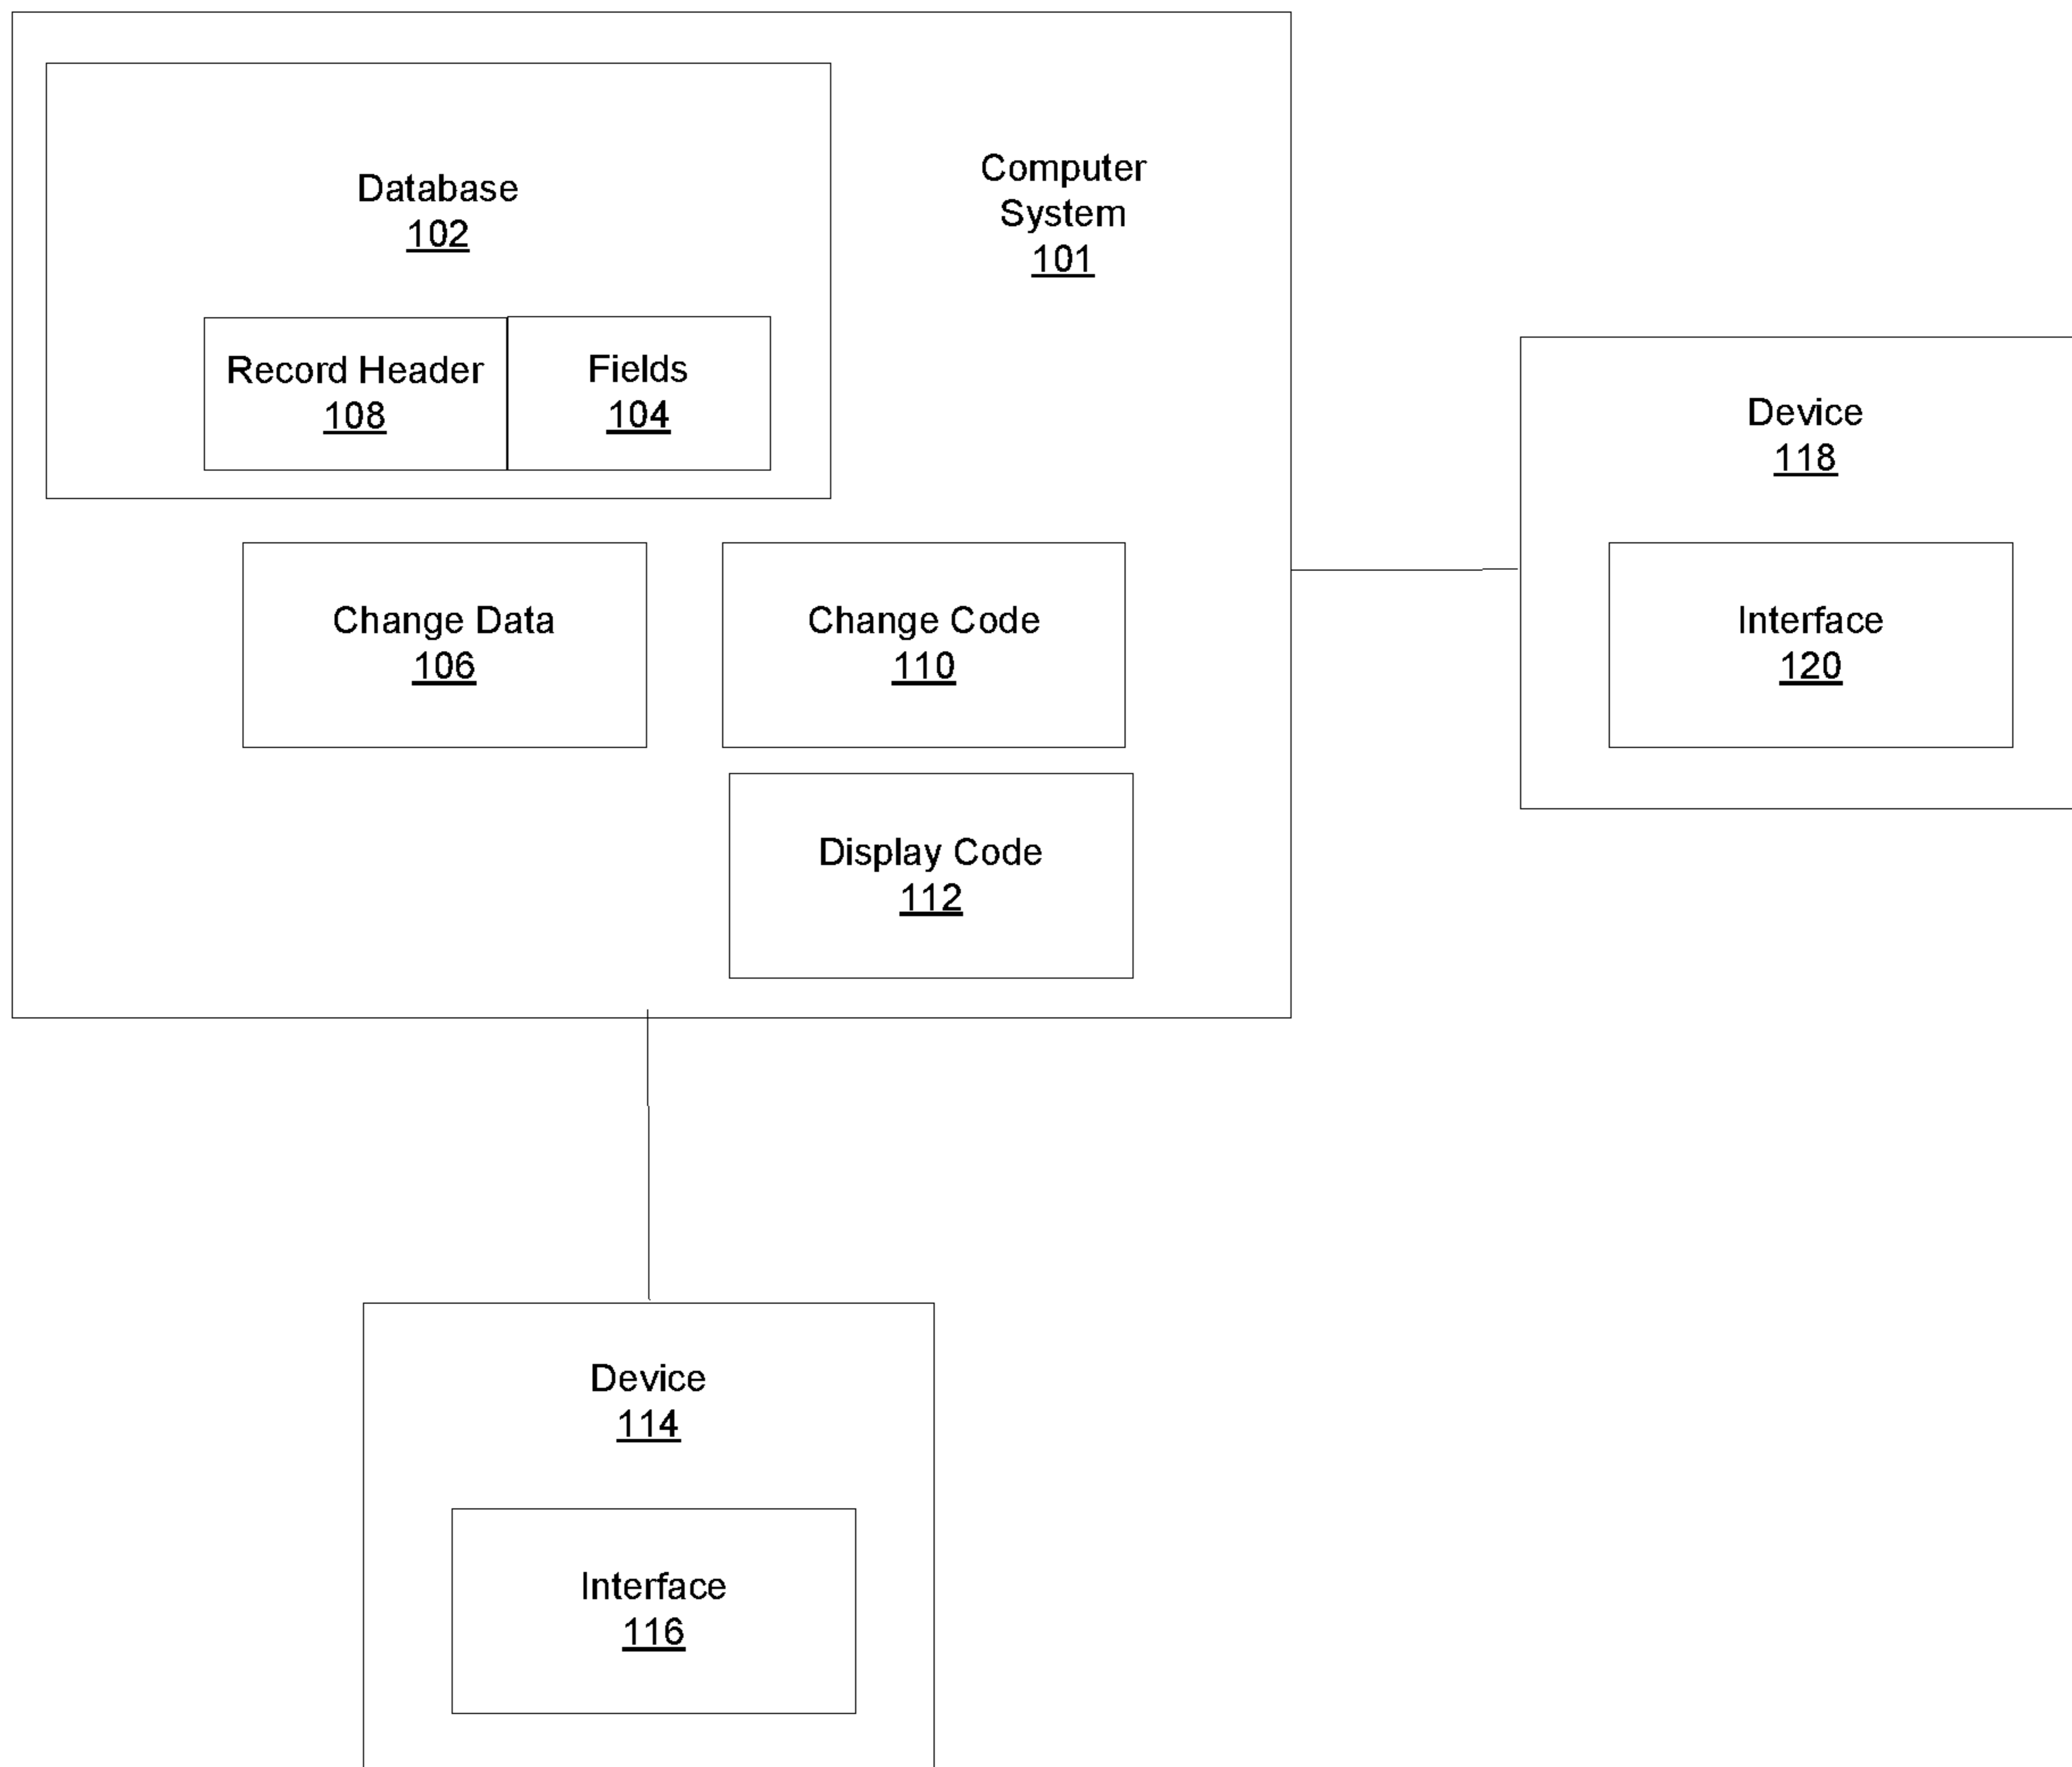 Database
102
Computer
System
101
Record Header
108
Fields
104
Device
118
Change Data
106
Change Code
110
Interface
120
Display Code
112
Device
114
Interface
116